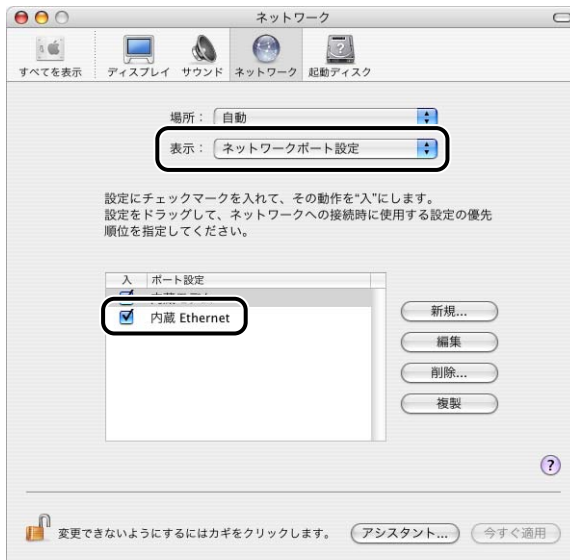 ネットワーク
すべてを表示 ディスプレイ サウンド ネットワーク 起動ディスク
場所： 自動
表示： ネットワークポート設定
設定にチェックマークを入れて、その動作を“入”にします。
設定をドラッグして、ネットワークへの接続時に使用する設定の優先
順位を指定してください。
入 ポート設定
内蔵 Ethernet
新規...
編集
削除...
複製
?
変更できないようにするにはカギをクリックします。 アシスタント... 今すぐ適用